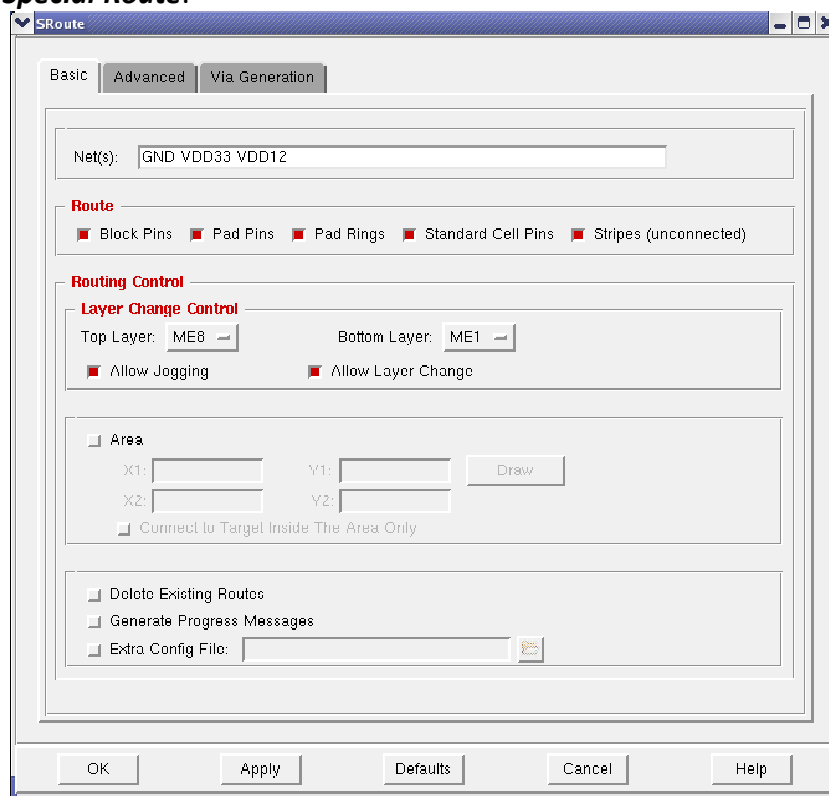 Special Route.
SRoute
Basic Advanced Via Generation
Net(s): GND VDD33 VDD12
Route
Block Pins Pad Pins Pad Rings Standard Cell Pins Stripes (unconnected)
Routing Control
Layer Change Control
Top Layer: ME8 Bottom Layer: ME1
Allow Jogging Allow Layer Change
Area
X1: Y1: Draw
X2: Y2:
Connect to Target Inside The Area Only
Delete Existing Routes
Generate Progress Messages
Extra Config File:
OK Apply Defaults Cancel Help